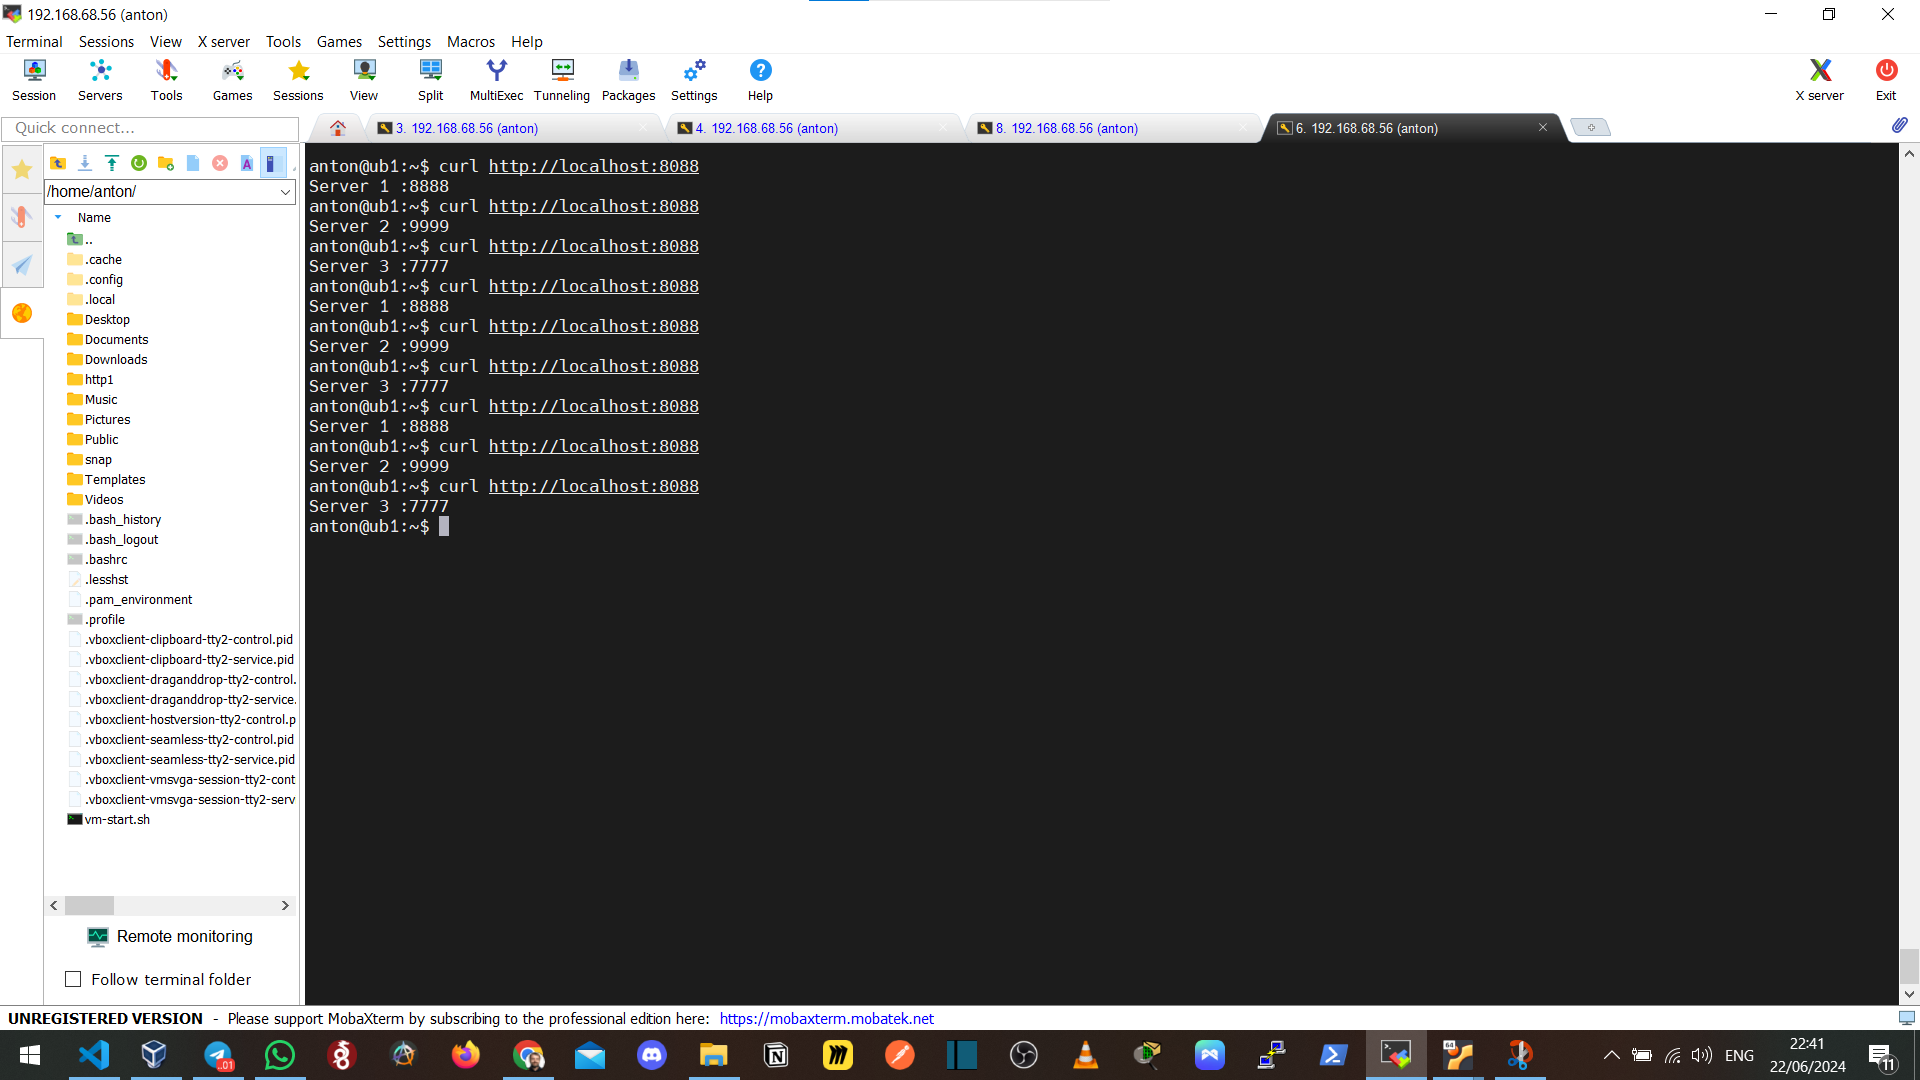 192.168.68.56 (anton)
Terminal Sessions View X server Tools Games Settings Macros Help
Session Servers Tools Games Sessions View Split MultiExec Tunneling Packages Settings Help X server Exit
Quick connect...
3. 192.168.68.56 (anton)
4. 192.168.68.56 (anton)
8. 192.168.68.56 (anton)
6. 192.168.68.56 (anton)
/home/anton/
Name
..
.cache
.config
.local
Desktop
Documents
Downloads
http1
Music
Pictures
Public
snap
Templates
Videos
.bash_history
.bash_logout
.bashrc
.lesshst
.pam_environment
.profile
.vboxclient-clipboard-tty2-control.pid
.vboxclient-clipboard-tty2-service.pid
.vboxclient-draganddrop-tty2-control.
.vboxclient-draganddrop-tty2-service.
.vboxclient-hostversion-tty2-control.p
.vboxclient-seamless-tty2-control.pid
.vboxclient-seamless-tty2-service.pid
.vboxclient-vmsvga-session-tty2-cont
.vboxclient-vmsvga-session-tty2-serv
vm-start.sh
Remote monitoring
Follow terminal folder
anton@ub1:~$ curl http://localhost:8088
Server 1 :8888
anton@ub1:~$ curl http://localhost:8088
Server 2 :9999
anton@ub1:~$ curl http://localhost:8088
Server 3 :7777
anton@ub1:~$ curl http://localhost:8088
Server 1 :8888
anton@ub1:~$ curl http://localhost:8088
Server 2 :9999
anton@ub1:~$ curl http://localhost:8088
Server 3 :7777
anton@ub1:~$ curl http://localhost:8088
Server 1 :8888
anton@ub1:~$ curl http://localhost:8088
Server 2 :9999
anton@ub1:~$ curl http://localhost:8088
Server 3 :7777
anton@ub1:~$
UNREGISTERED VERSION - Please support MobaXterm by subscribing to the professional edition here: https://mobaxterm.mobatek.net
ENG
22:41
22/06/2024
11